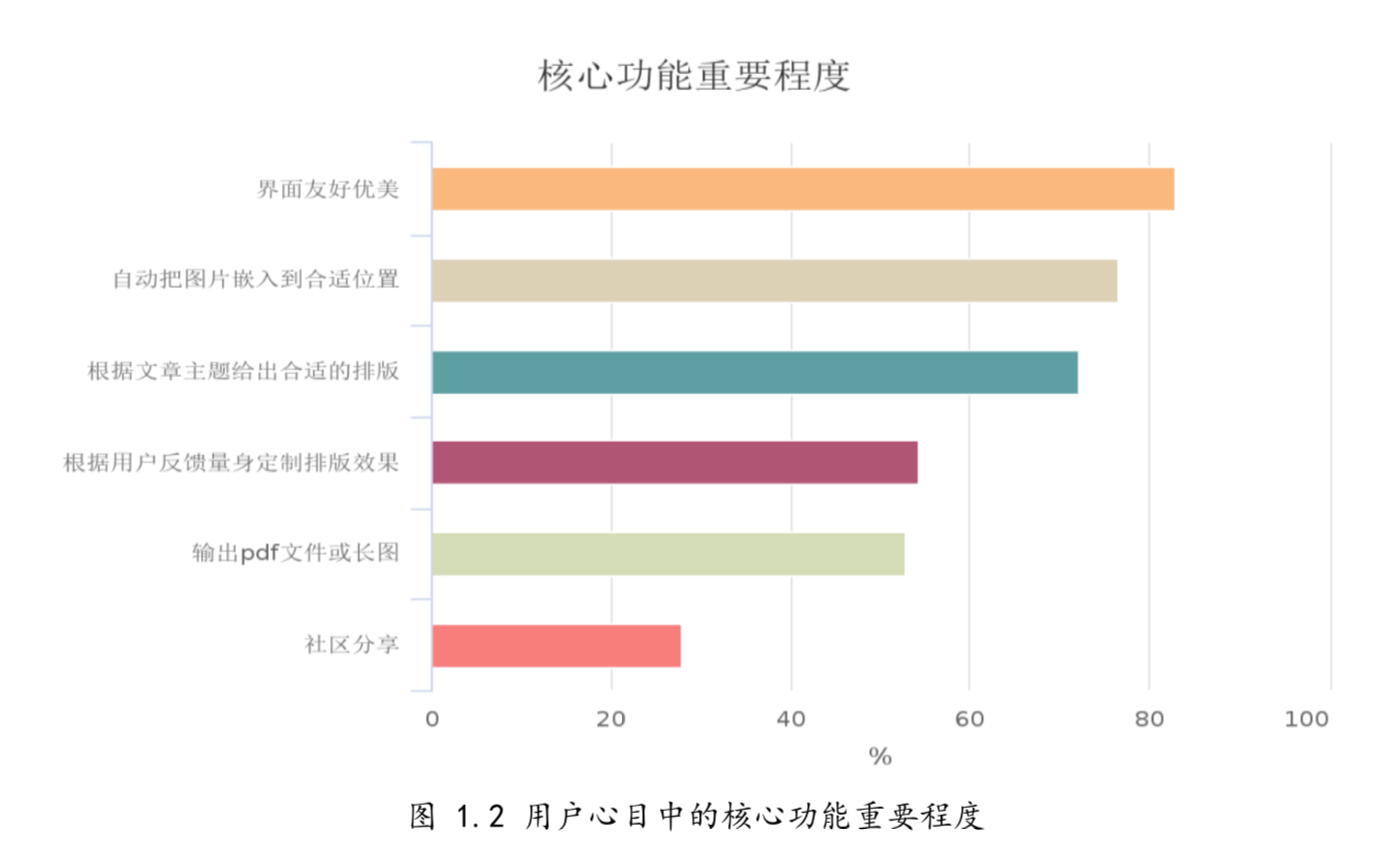 核心功能重要程度
界面友好优美
自动把图片嵌入到合适位置
根据文章主题给出合适的排版
根据用户反馈量身定制排版效果
输出pdf文件或长图
社区分享
0 20 40 60 80 100
%
图 1.2 用户心目中的核心功能重要程度